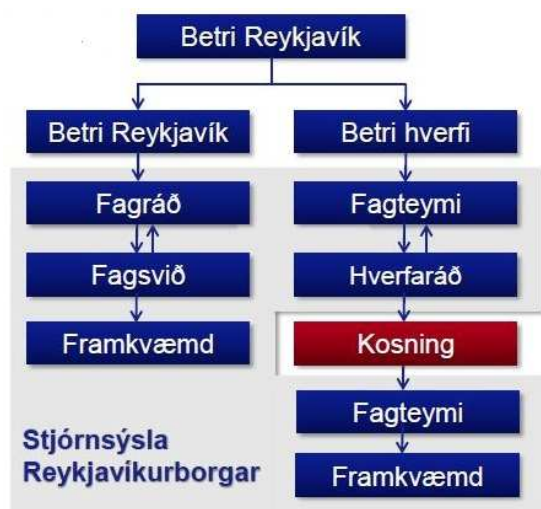 Betri Reykjavík
Betri Reykjavík
Betri hverfi
Fagráð
Fagteymi
Fagsvið
Hverfaráð
Framkvæmd
Kosning
Fagteymi
Stjórnsýsla
Reykjavíkurborgar
Framkvæmd